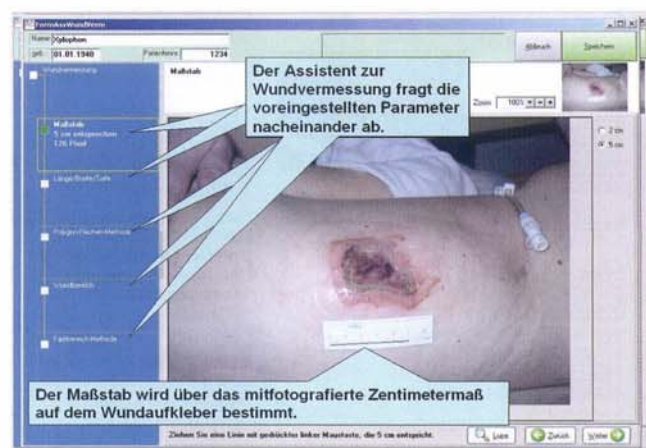 FormAssWundVerm
Name Xylophon
geb. 01.01.1940 Patientennr. 1234
Abbruch
Speichern
Wundvermessung
Maßstab
Zoom 100%
Der Assistent zur
Wundvermessung fragt die
voreingestellten Parameter
nacheinander ab.
Maßstab
5 cm entsprechen
126 Pixel
2 cm
5 cm
Länge/Breite/Tiefe
Polygon-Flächen-Methode
Wundbereich
Farbbereich-Methode
Der Maßstab wird über das mitfotografierte Zentimetermaß
auf dem Wundaufkleber bestimmt.
Ziehen Sie eine Linie mit gedrückter linker Maustaste, die 5 cm entspricht.
Lupe
Zurück
Weiter